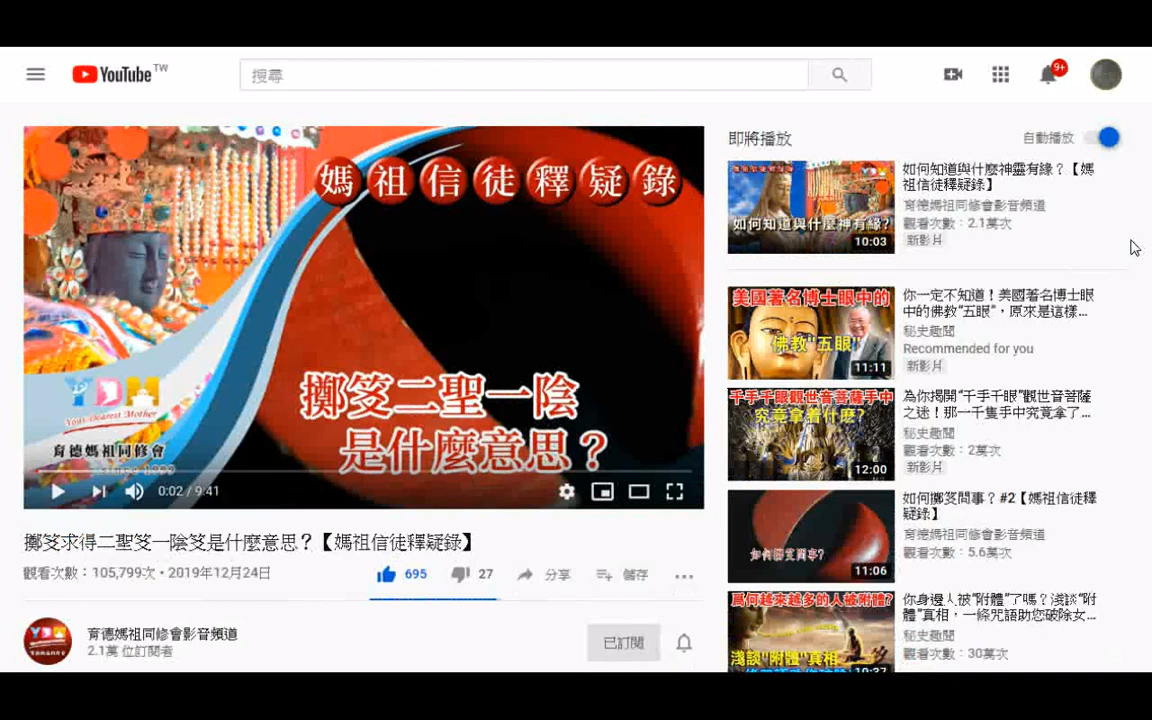 YouTube TW
搜尋
9+
媽祖信徒釋疑錄
擲筊二聖一陰
是什麼意思？
YDM
Your Dearest Mother
育德媽祖同修會
since 1999
0:02 / 9:41
擲筊求得二聖筊一陰筊是什麼意思？【媽祖信徒釋疑錄】
觀看次數：105,799次 • 2019年12月24日
695
27
分享
儲存
育德媽祖同修會影音頻道
2.1萬 位訂閱者
已訂閱
即將播放
自動播放
如何知道與什麼神有緣?
10:03
如何知道與什麼神靈有緣？【媽
祖信徒釋疑錄】
育德媽祖同修會影音頻道
觀看次數：2.1萬次
新影片
美國著名博士眼中的
佛教"五眼"
11:11
你一定不知道！美國著名博士眼
中的佛教"五眼"，原來是這樣...
秘史趣聞
Recommended for you
新影片
千手千眼觀世音菩薩手中
究竟拿着什麽?
12:00
為你揭開"千手千眼"觀世音菩薩
之迷！那一千隻手中究竟拿了...
秘史趣聞
觀看次數：2萬次
新影片
如何擲筊問事?
11:06
如何擲筊問事？#2【媽祖信徒釋
疑錄】
育德媽祖同修會影音頻道
觀看次數：5.6萬次
爲何越來越多的人被附體?
淺談"附體"真相
10:37
你身邊人被"附體"了嗎？淺談"附
體"真相，一條咒語助您破除女...
秘史趣聞
觀看次數：30萬次